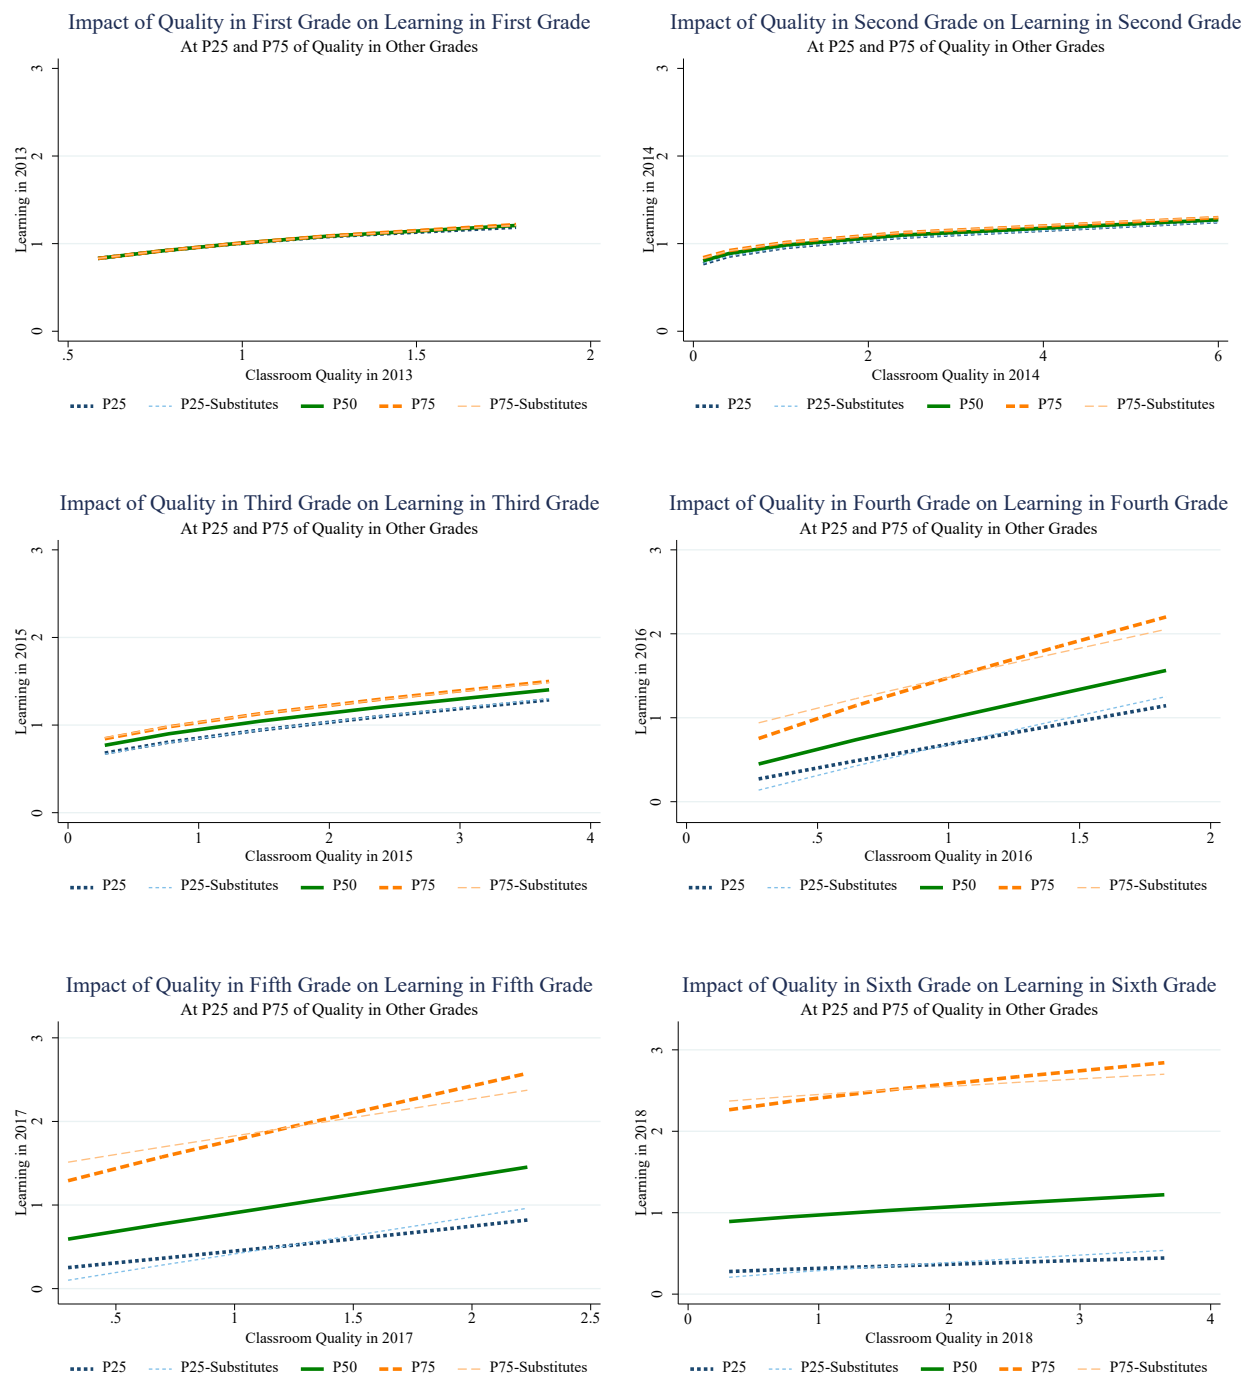 Impact of Quality in First Grade on Learning in First Grade
At P25 and P75 of Quality in Other Grades
Learning in 2013
0 1 2 3
.5 1 1.5 2
Classroom Quality in 2013
P25 P25-Substitutes P50 P75 P75-Substitutes
Impact of Quality in Second Grade on Learning in Second Grade
At P25 and P75 of Quality in Other Grades
Learning in 2014
0 1 2 3
0 2 4 6
Classroom Quality in 2014
P25 P25-Substitutes P50 P75 P75-Substitutes
Impact of Quality in Third Grade on Learning in Third Grade
At P25 and P75 of Quality in Other Grades
Learning in 2015
0 1 2 3
0 1 2 3 4
Classroom Quality in 2015
P25 P25-Substitutes P50 P75 P75-Substitutes
Impact of Quality in Fourth Grade on Learning in Fourth Grade
At P25 and P75 of Quality in Other Grades
Learning in 2016
0 1 2 3
0 .5 1 1.5 2
Classroom Quality in 2016
P25 P25-Substitutes P50 P75 P75-Substitutes
Impact of Quality in Fifth Grade on Learning in Fifth Grade
At P25 and P75 of Quality in Other Grades
Learning in 2017
0 1 2 3
.5 1 1.5 2 2.5
Classroom Quality in 2017
P25 P25-Substitutes P50 P75 P75-Substitutes
Impact of Quality in Sixth Grade on Learning in Sixth Grade
At P25 and P75 of Quality in Other Grades
Learning in 2018
0 1 2 3
0 1 2 3 4
Classroom Quality in 2018
P25 P25-Substitutes P50 P75 P75-Substitutes